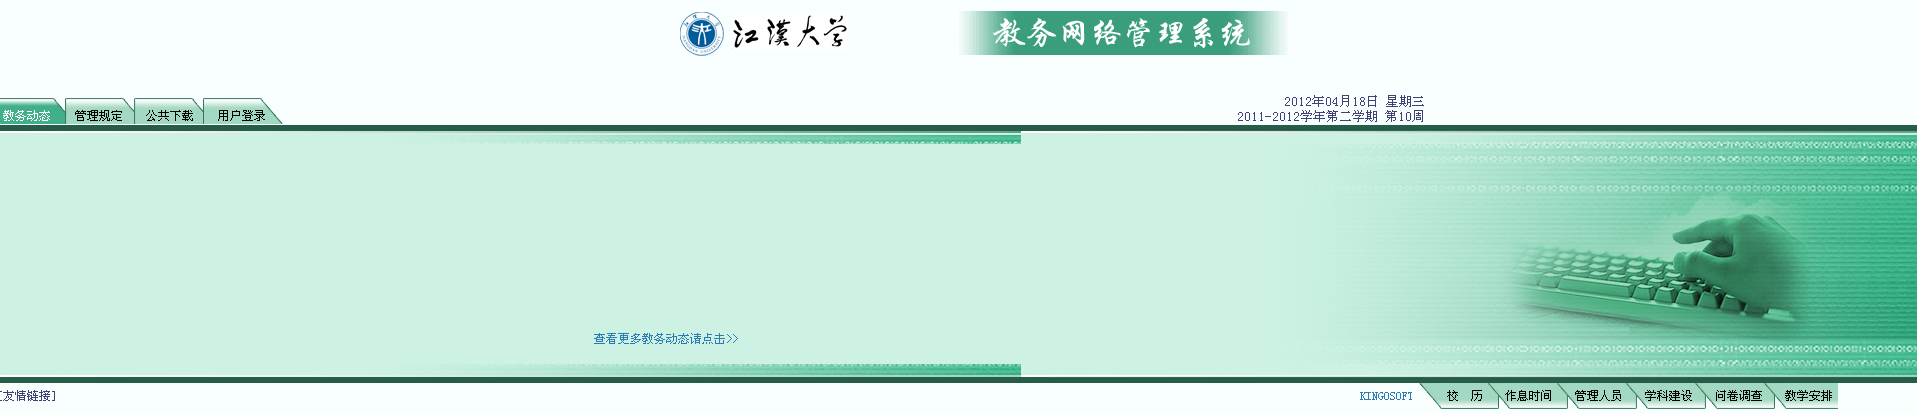 江漢大学
教务网络管理系统
2012年04月18日 星期三
教务动态 管理规定 公共下载 用户登录
2011-2012学年第二学期 第10周
查看更多教务动态请点击>>
[友情链接]
KINGOSOFT
校 历 作息时间 管理人员 学科建设 问卷调查 教学安排